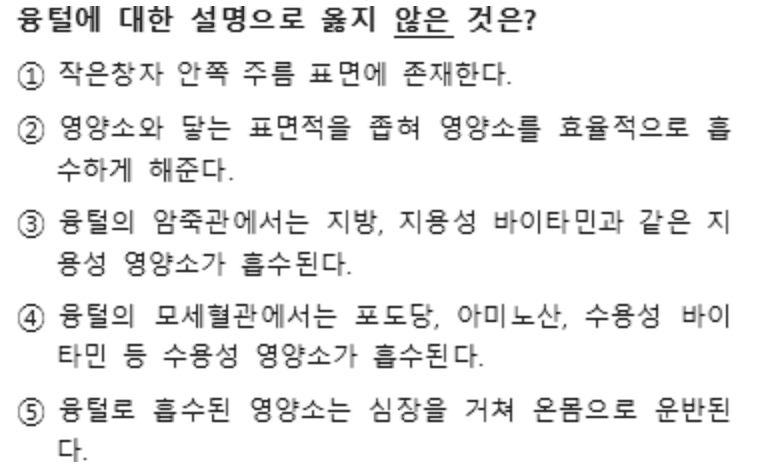 융털에 대한 설명으로 옳지 않은 것은?
① 작은창자 안쪽 주름 표면에 존재한다.
② 영양소와 닿는 표면적을 좁혀 영양소를 효율적으로 흡
수하게 해준다.
③ 융털의 암죽관에서는 지방, 지용성 바이타민과 같은 지
용성 영양소가 흡수된다.
④ 융털의 모세혈관에서는 포도당, 아미노산, 수용성 바이
타민 등 수용성 영양소가 흡수된다.
⑤ 융털로 흡수된 영양소는 심장을 거쳐 온몸으로 운반된
다.